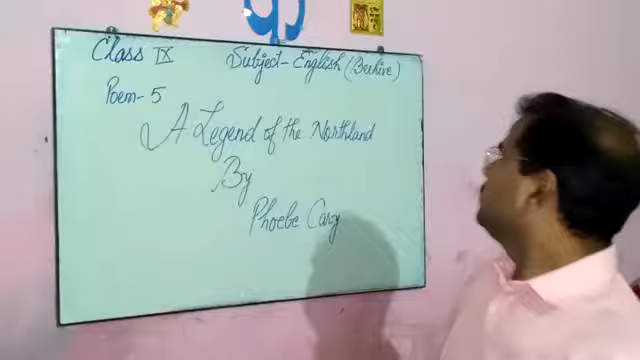 Class IX Subject- English (Beehive)
Poem- 5
A Legend of the Northland
By
Phoebe Cary